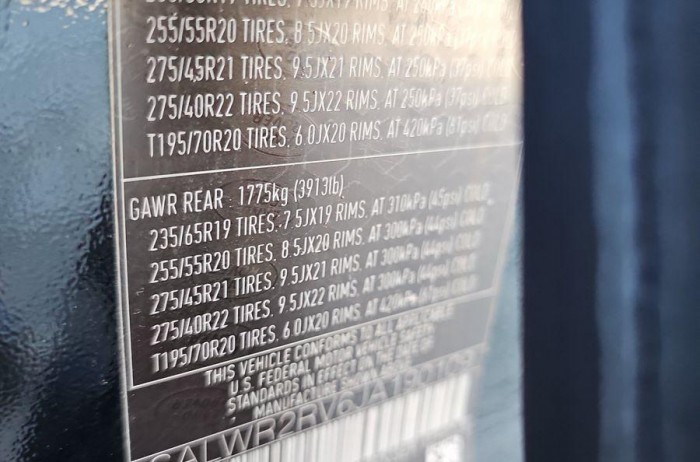 255/55R20 TIRES, 8.5JX20 RIMS, AT 250kPa
275/45R21 TIRES, 9.5JX21 RIMS, AT 250kPa (37psi) COLD
275/40R22 TIRES, 9.5JX22 RIMS, AT 250kPa (37psi) COLD
T195/70R20 TIRES, 6.0JX20 RIMS, AT 420kPa (61psi) COLD
GAWR REAR : 1775kg (3913lb)
235/65R19 TIRES, 7.5JX19 RIMS, AT 310kPa (45psi) COLD,
255/55R20 TIRES, 8.5JX20 RIMS, AT 300kPa (44psi) COLD,
275/45R21 TIRES, 9.5JX21 RIMS, AT 300kPa (44psi) COLD,
275/40R22 TIRES, 9.5JX22 RIMS, AT 300kPa (44psi) COLD,
T195/70R20 TIRES, 6.0JX20 RIMS, AT 420kPa COLD
THIS VEHICLE CONFORMS TO ALL APPLICABLE
U.S. FEDERAL MOTOR VEHICLE SAFETY
STANDARDS IN EFFECT ON THE DATE OF